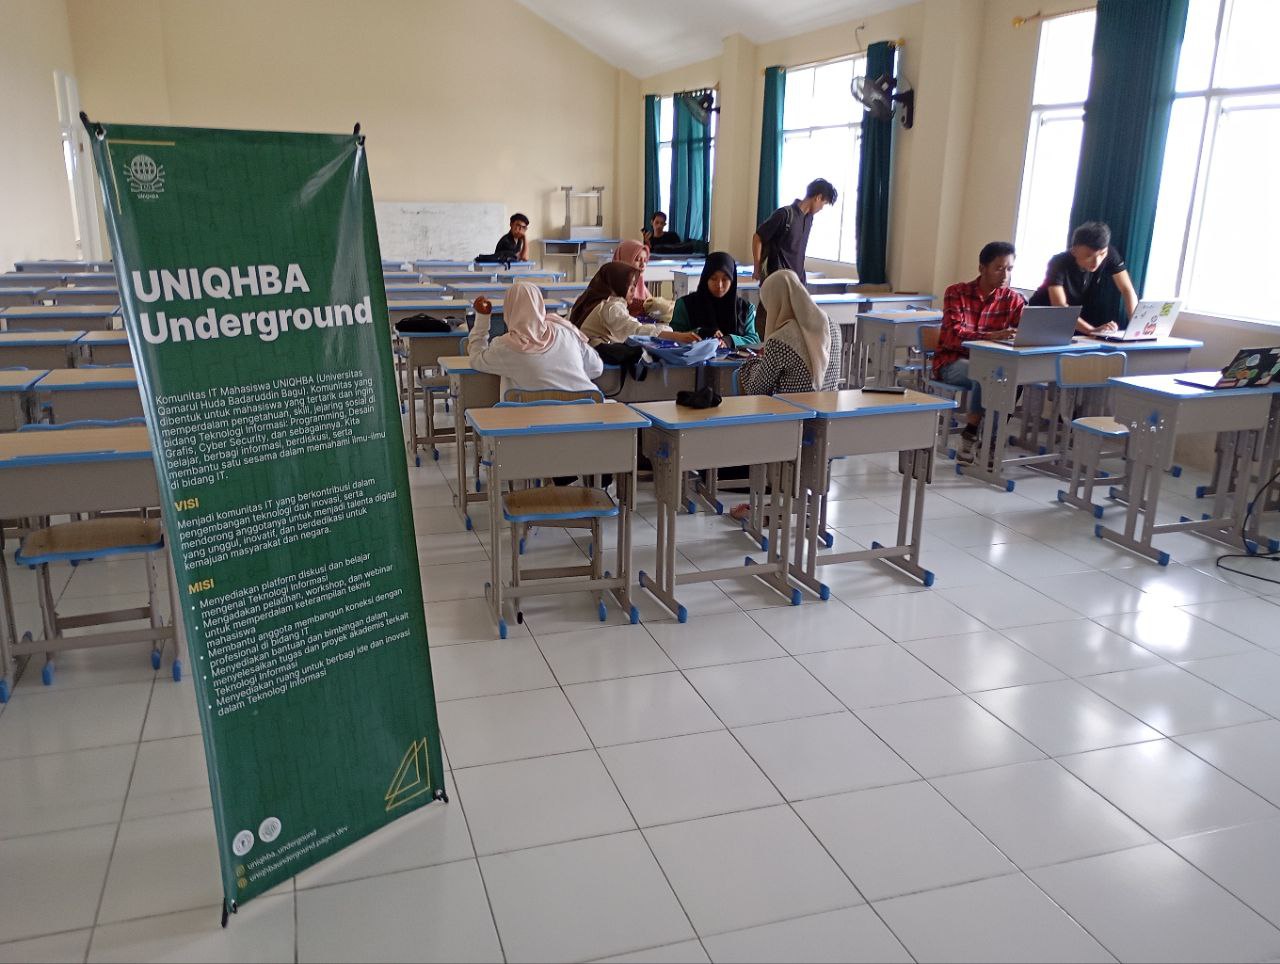 UNIQHBA
UNIQHBA
Underground
Komunitas IT Mahasiswa UNIQHBA (Universitas
Qamarul Huda Badaruddin Bagu). Komunitas yang
dibentuk untuk mahasiswa yang tertarik dan ingin
memperdalam pengetahuan, skill, jejaring sosial di
bidang Teknologi Informasi: Programming, Desain
Grafis, Cyber Security, dan sebagainnya. Kita
belajar, berbagi informasi, berdiskusi, serta
membantu satu sesama dalam memahami ilmu-ilmu
di bidang IT.
VISI
Menjadi komunitas IT yang berkontribusi dalam
pengembangan teknologi dan inovasi, serta
mendorong anggotanya untuk menjadi talenta digital
yang unggul, inovatif, dan berdedikasi untuk
kemajuan masyarakat dan negara.
MISI
• Menyediakan platform diskusi dan belajar
mengenai Teknologi Informasi
• Mengadakan pelatihan, workshop, dan webinar
untuk memperdalam keterampilan teknis
mahasiswa
• Membantu anggota membangun koneksi dengan
profesional di bidang IT
• Menyediakan bantuan dan bimbingan dalam
menyelesaikan tugas dan proyek akademis terkait
Teknologi Informasi
• Menyediakan ruang untuk berbagi ide dan inovasi
dalam Teknologi Informasi
uniqhba_undergound
uniqhbaunderground.pages.dev